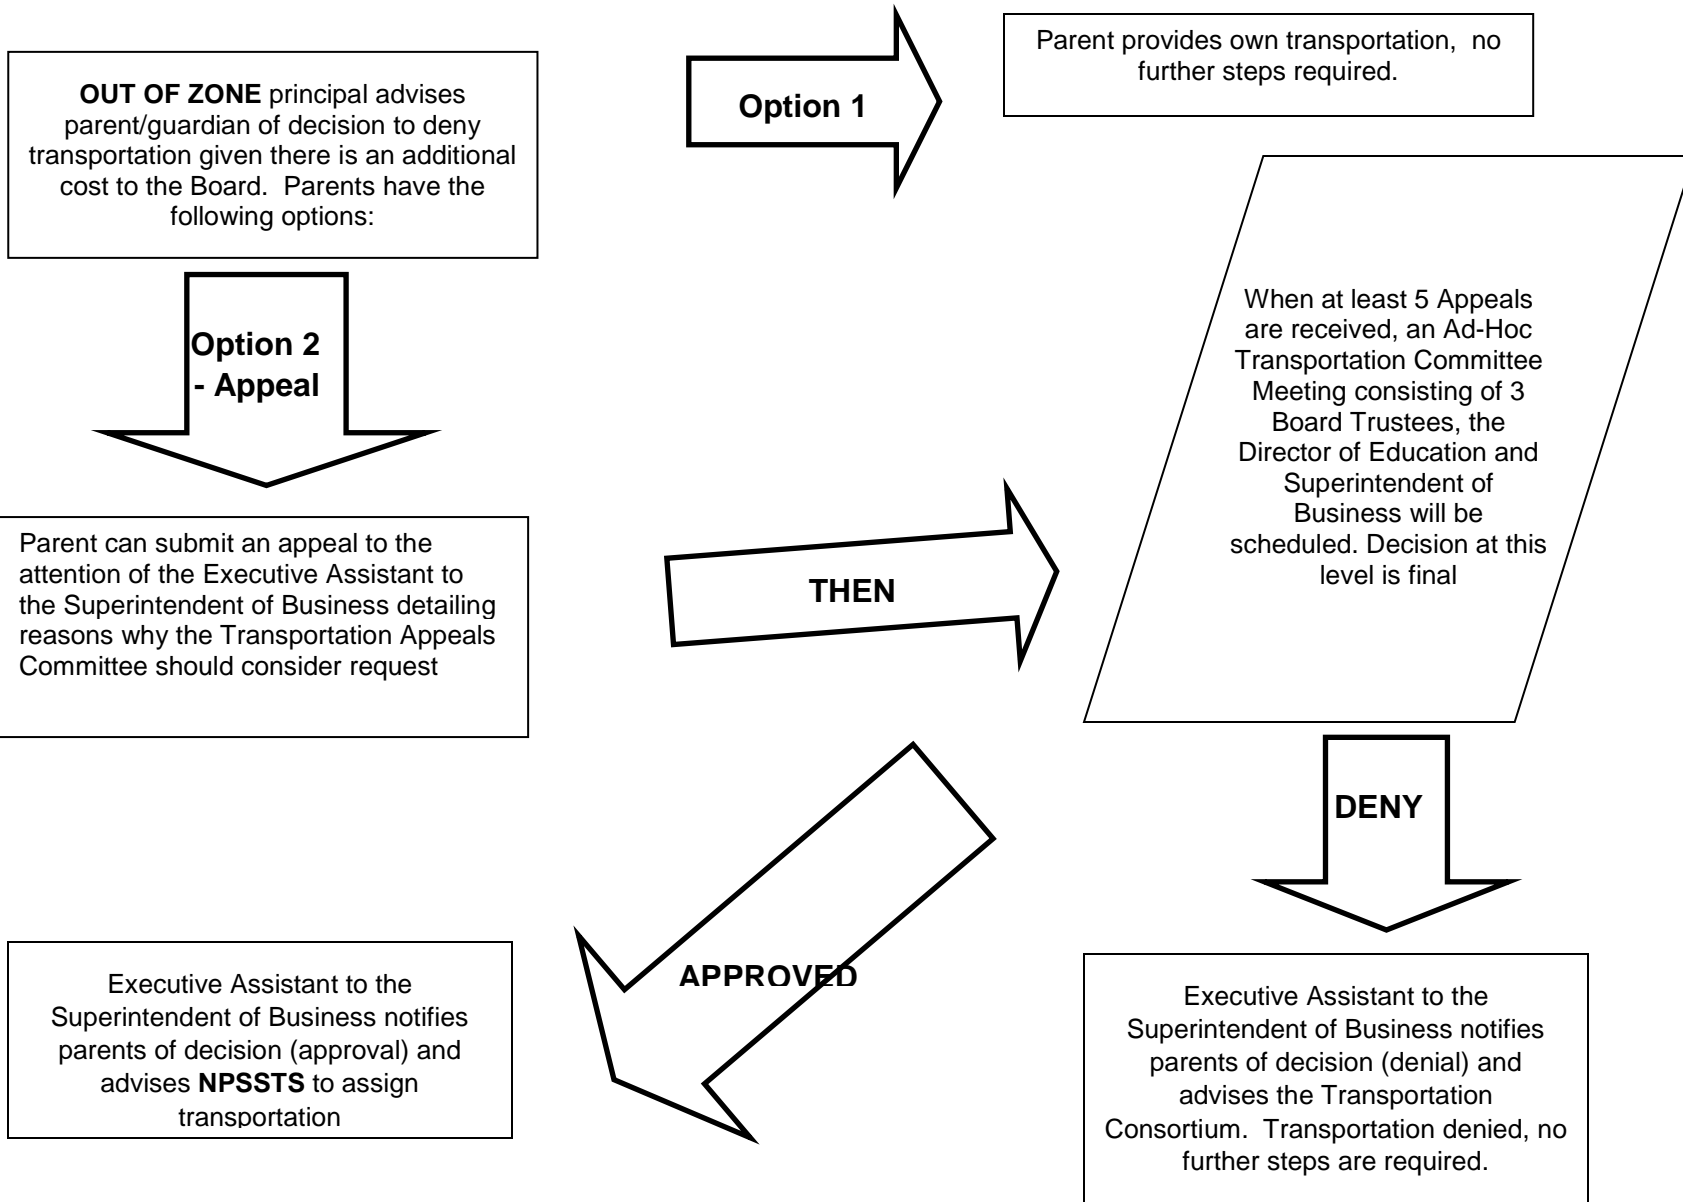 OUT OF ZONE principal advises
parent/guardian of decision to deny
transportation given there is an additional
cost to the Board.  Parents have the
following options:
Option 1
Parent provides own transportation,  no
further steps required.
Option 2
- Appeal
Parent can submit an appeal to the
attention of the Executive Assistant to
the Superintendent of Business detailing
reasons why the Transportation Appeals
Committee should consider request
THEN
When at least 5 Appeals
are received, an Ad-Hoc
Transportation Committee
Meeting consisting of 3
Board Trustees, the
Director of Education and
Superintendent of
Business will be
scheduled. Decision at this
level is final
APPROVED
Executive Assistant to the
Superintendent of Business notifies
parents of decision (approval) and
advises NPSSTS to assign
transportation
DENY
Executive Assistant to the
Superintendent of Business notifies
parents of decision (denial) and
advises the Transportation
Consortium.  Transportation denied, no
further steps are required.